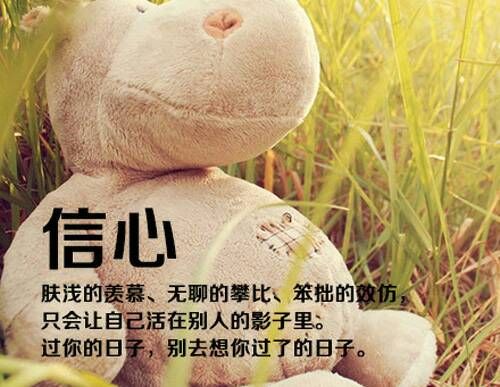 信心
肤浅的羡慕、无聊的攀比、笨拙的效仿，
只会让自己活在别人的影子里。
过你的日子，别去想你过了的日子。